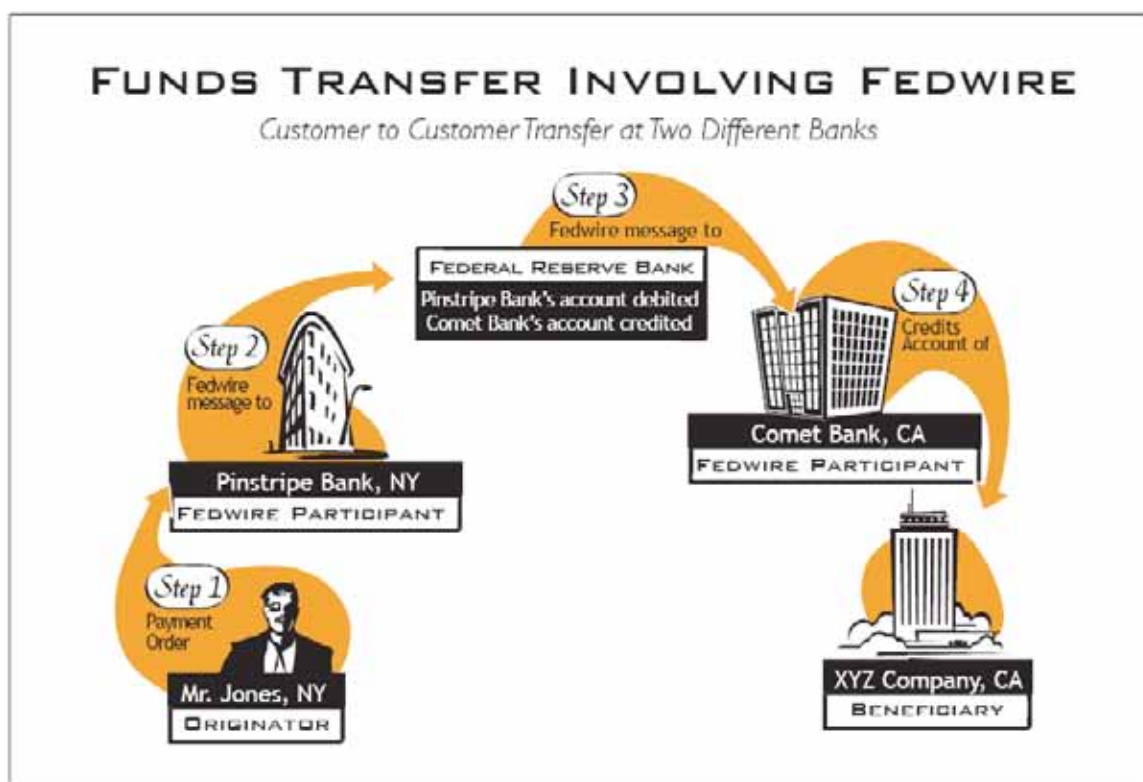 FUNDS TRANSFER INVOLVING FEDWIRE
Customer to Customer Transfer at Two Different Banks
Step 3
Fedwire message to
FEDERAL RESERVE BANK
Pinstripe Bank's account debited
Comet Bank's account credited
Step 4
Credits
Account of
Step 2
Fedwire
message to
Comet Bank, CA
FEDWIRE PARTICIPANT
Pinstripe Bank, NY
FEDWIRE PARTICIPANT
Step 1
Payment
Order
Mr. Jones, NY
ORIGINATOR
XYZ Company, CA
BENEFICIARY